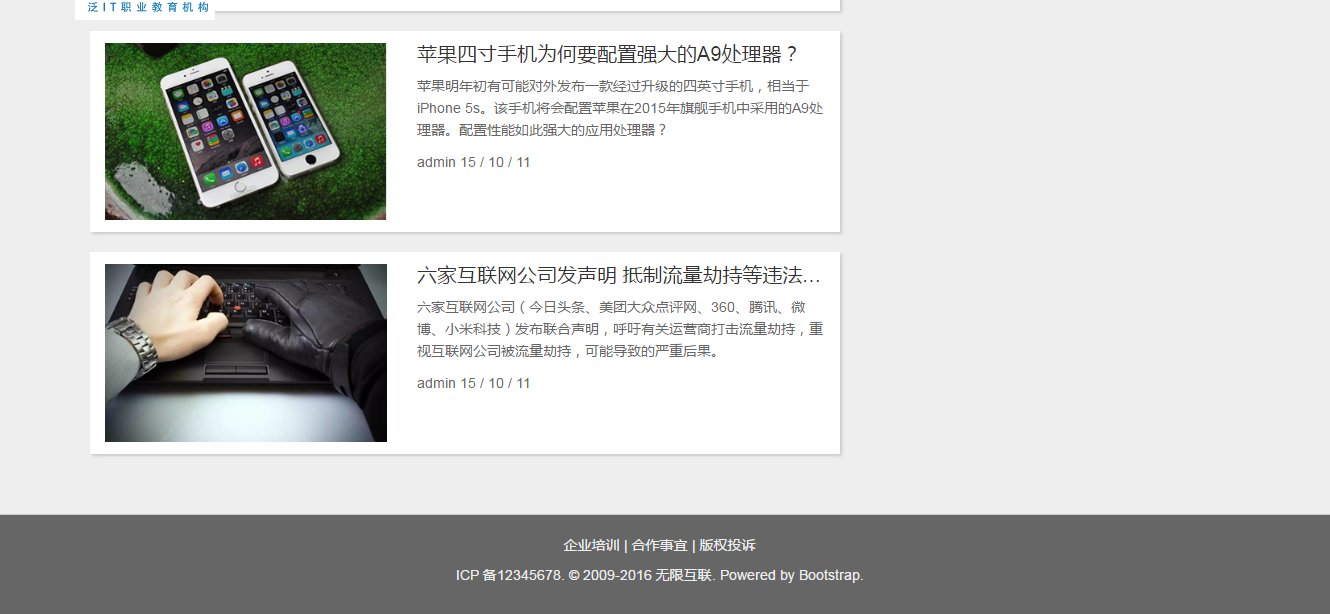 泛IT职业教育机构
苹果四寸手机为何要配置强大的A9处理器？
苹果明年初有可能对外发布一款经过升级的四英寸手机，相当于
iPhone 5s。该手机将会配置苹果在2015年旗舰手机中采用的A9处
理器。配置性能如此强大的应用处理器？
admin 15 / 10 / 11
六家互联网公司发声明 抵制流量劫持等违法…
六家互联网公司（今日头条、美团大众点评网、360、腾讯、微
博、小米科技）发布联合声明，呼吁有关运营商打击流量劫持，重
视互联网公司被流量劫持，可能导致的严重后果。
admin 15 / 10 / 11
企业培训 | 合作事宜 | 版权投诉
ICP 备12345678. © 2009-2016 无限互联. Powered by Bootstrap.